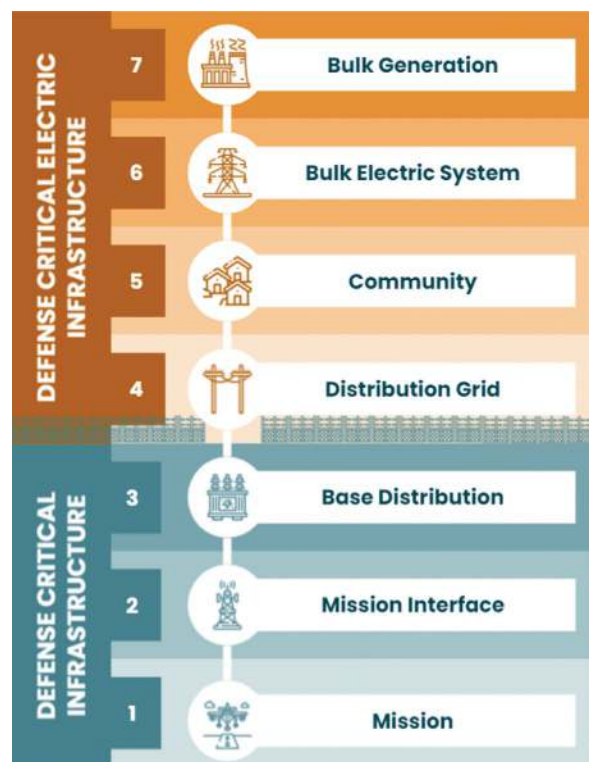 DEFENSE CRITICAL ELECTRIC
INFRASTRUCTURE
7
Bulk Generation
6
Bulk Electric System
5
Community
4
Distribution Grid
DEFENSE CRITICAL
INFRASTRUCTURE
3
Base Distribution
2
Mission Interface
1
Mission